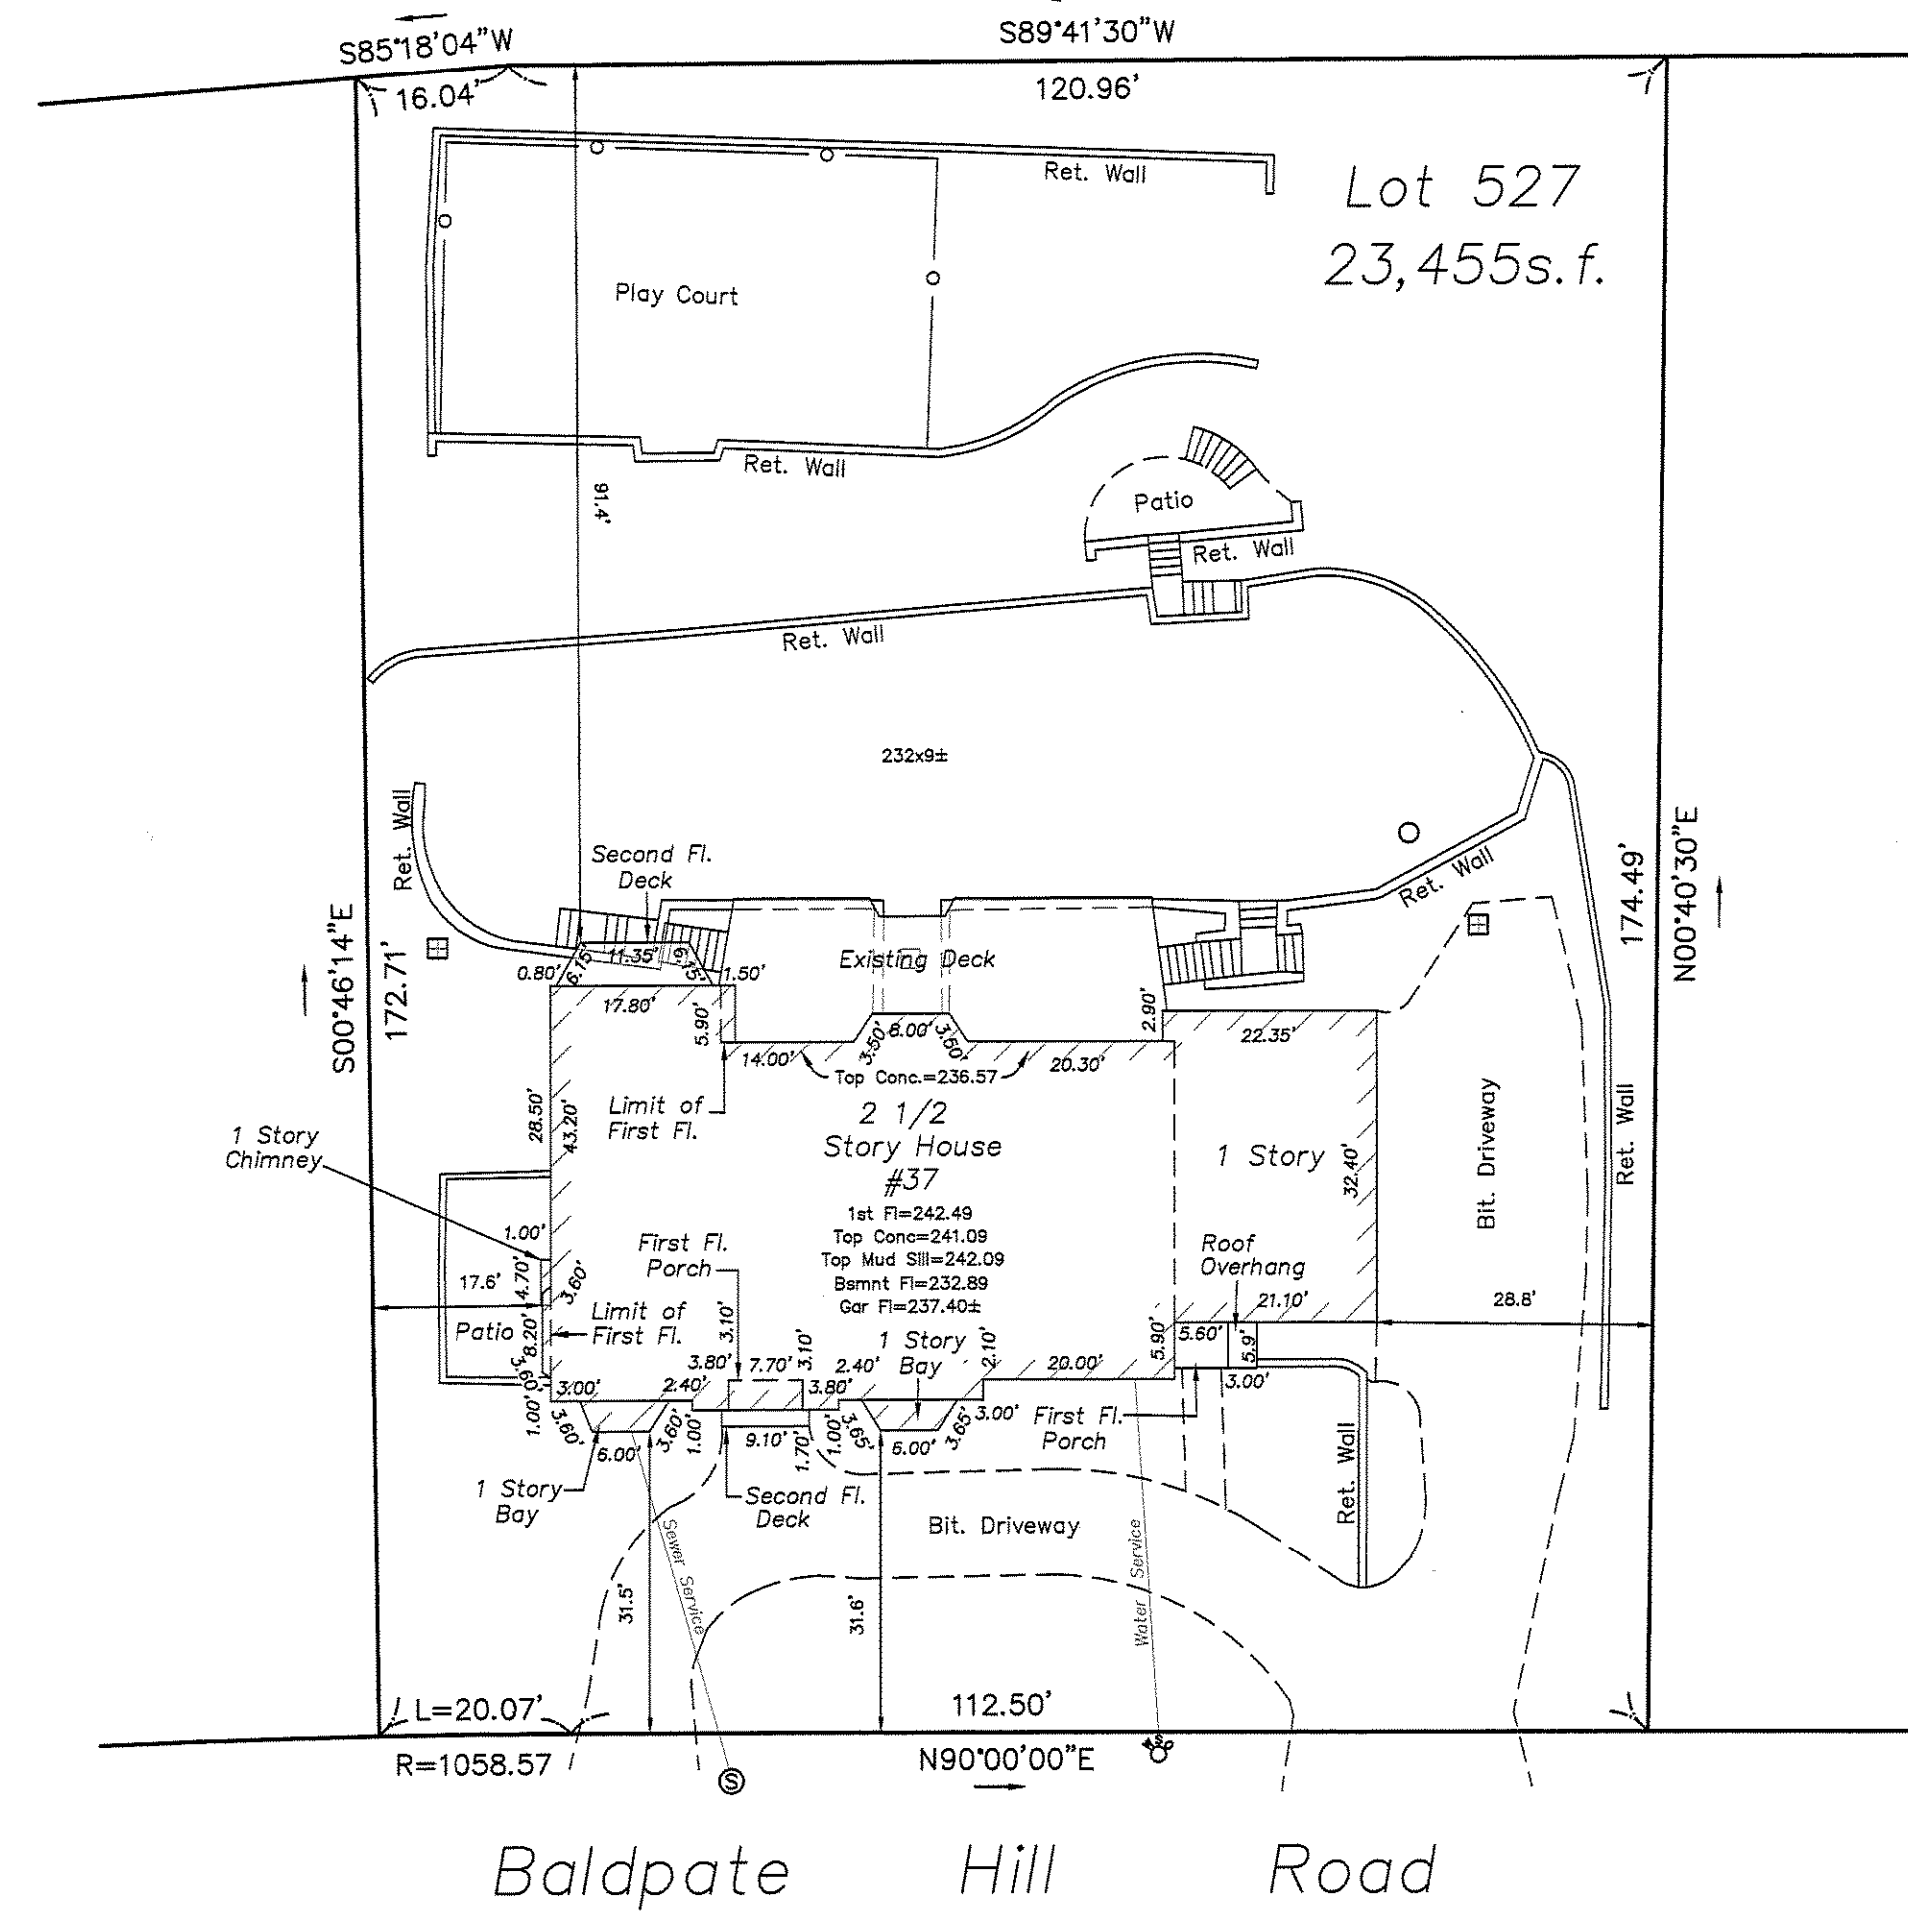 S85°18'04"W
S89°41'30"W
16.04'
120.96'
Ret. Wall
Lot 527
23,455s.f.
Play Court
Ret. Wall
91.4'
Patio
Ret. Wall
Ret. Wall
232x9±
Ret. Wall
Second Fl.
Deck
Ret. Wall
174.49'
N00°40'30"E
S00°46'14"E
172.71'
0.80'
6.15'
11.35'
6.15'
1.50'
Existing Deck
17.80'
5.90'
2.90'
22.35'
14.00'
3.50'
8.00'
3.60'
20.30'
Top Conc.=236.57
Limit of
First Fl.
28.50'
43.20'
2 1/2
Story House
#37
1st Fl=242.49
Top Conc=241.09
Top Mud Sill=242.09
Bsmnt Fl=232.89
Gar Fl=237.40±
1 Story
32.40'
Bit. Driveway
Ret. Wall
1 Story
Chimney
1.00'
17.6'
4.70'
3.60'
Patio
8.20'
Limit of
First Fl.
First Fl.
Porch
3.10'
Roof
Overhang
21.10'
28.8'
1 Story
Bay
3.80'
7.70'
3.10'
2.40'
2.10'
20.00'
5.90'
5.60'
5.9'
3.00'
3.60'
1.00'
3.00'
2.40'
3.80'
3.60'
6.00'
3.60'
1.00'
9.10'
1.70'
1.00'
3.65'
6.00'
3.65'
3.00'
First Fl.
Porch
1 Story
Bay
Second Fl.
Deck
Bit. Driveway
Ret. Wall
Sewer Service
Water Service
31.5'
31.6'
L=20.07'
112.50'
R=1058.57
N90°00'00"E
S
Baldpate Hill Road